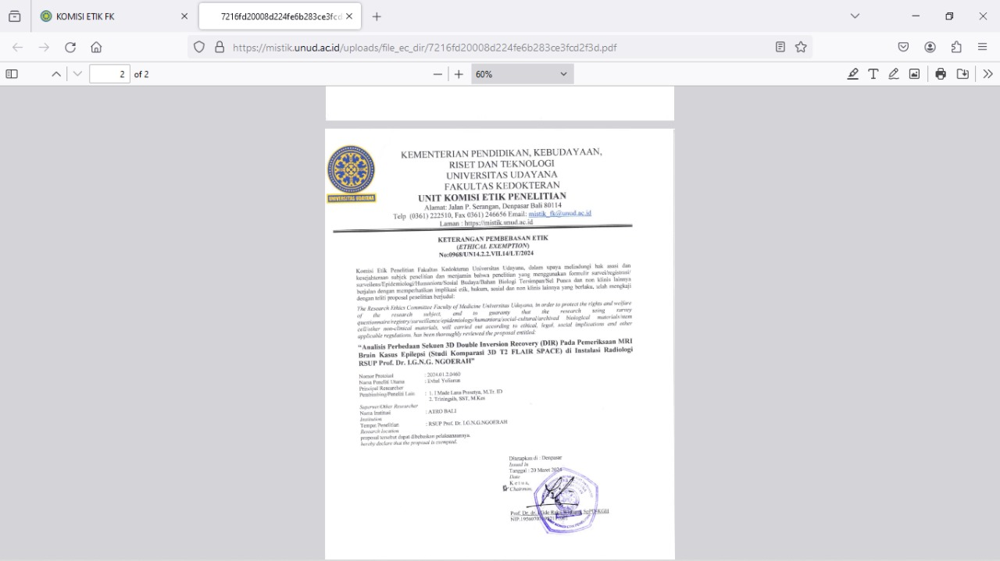 KOMISI ETIK FK
7216fd20008d224fe6b283ce3fcd
https://mistik.unud.ac.id/uploads/file_ec_dir/7216fd20008d224fe6b283ce3fcd2f3d.pdf
2 of 2
60%
KEMENTERIAN PENDIDIKAN, KEBUDAYAAN,
RISET DAN TEKNOLOGI
UNIVERSITAS UDAYANA
FAKULTAS KEDOKTERAN
UNIT KOMISI ETIK PENELITIAN
Alamat: Jalan P. Serangan, Denpasar Bali 80114
Telp (0361) 222510, Fax 0361) 246656 Email: mistik_fk@unud.ac.id
Laman : https://mistik.unud.ac.id
UNIVERSITAS UDAYANA
KETERANGAN PEMBEBASAN ETIK
(ETHICAL EXEMPTION)
No:0968/UN14.2.2.VII.14/LT/2024
Komisi Etik Penelitian Fakultas Kedokteran Universitas Udayana, dalam upaya melindungi hak asasi dan
kesejahteraan subjek penelitian dan menjamin bahwa penelitian yang menggunakan formulir survei/registrasi/
surveilens/Epidemiologi/Humaniora/Sosial Budaya/Bahan Biologi Tersimpan/Sel Punca dan non klinis lainnya
berjalan dengan memperhatikan implikasi etik, hukum, sosial dan non klinis lainnya yang berlaku, telah mengkaji
dengan teliti proposal penelitian berjudul:
The Research Ethics Committee Faculty of Medicine Universitas Udayana, in order to protect the rights and welfare
of the research subject, and to guaranty that the research using survey
questionnaire/registry/surveillance/epidemiology/humaniora/social-cultural/archived biological materials/stem
cell/other non-clinical materials, will carried out according to ethical, legal, social implications and other
applicable regulations, has been thoroughly reviewed the proposal entitled:
"Analisis Perbedaan Sekuen 3D Double Inversion Recovery (DIR) Pada Pemeriksaan MRI
Brain Kasus Epilepsi (Studi Komparasi 3D T2 FLAIR SPACE) di Instalasi Radiologi
RSUP Prof. Dr. I.G.N.G. NGOERAH"
Nomor Protokol : 2024.01.2.0460
Nama Peneliti Utama :
Principal Researcher
Pembimbing/Peneliti Lain : 1. I Made Lana Prasetya, M.Tr. ID
2. Triningsih, SST, M.Kes
Supervor/Other Researcher
Nama Institusi : ATRO BALI
Institution
Tempat Penelitian : RSUP Prof. Dr. I.G.N.G.NGOERAH
Research location
proposal tersebut dapat dibebaskan pelaksanaannya.
hereby declare that the proposal is exempted.
Ditetapkan di : Denpasar
Issued In
Tanggal : 20 Maret 2024
Date
Ketua,
Chairman,
Prof. Dr. dr. I Gde Raka SpPD-KGH